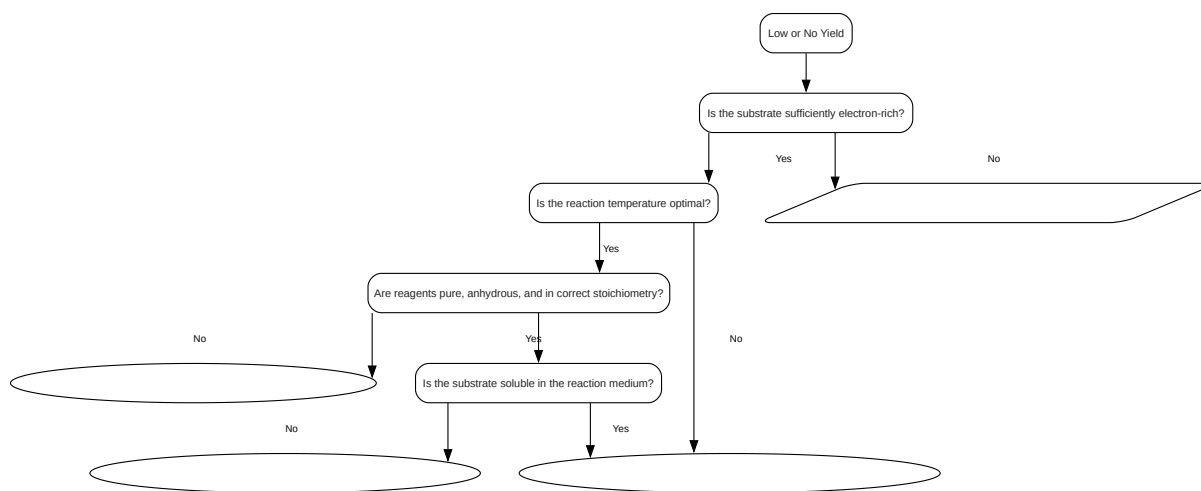 Low or No Yield
Is the substrate sufficiently electron-rich?
Yes
No
Is the reaction temperature optimal?
Yes
Are reagents pure, anhydrous, and in correct stoichiometry?
No
Yes
No
Is the substrate soluble in the reaction medium?
No
Yes